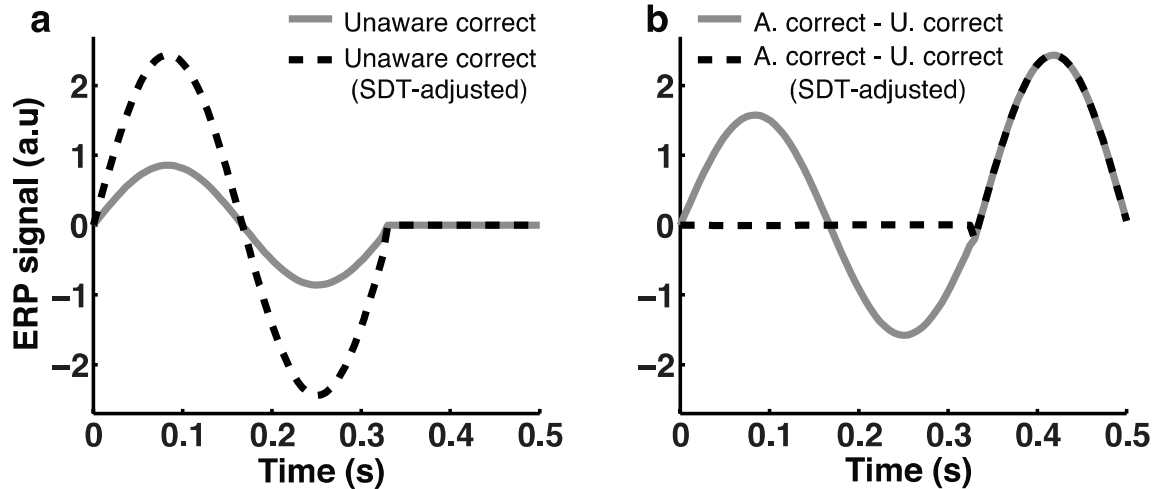 a
Unaware correct
Unaware correct
(SDT-adjusted)
ERP signal (a.u)
2
1
0
−1
−2
0 0.1 0.2 0.3 0.4 0.5
Time (s)
b
A. correct - U. correct
A. correct - U. correct
(SDT-adjusted)
2
1
0
−1
−2
0 0.1 0.2 0.3 0.4 0.5
Time (s)